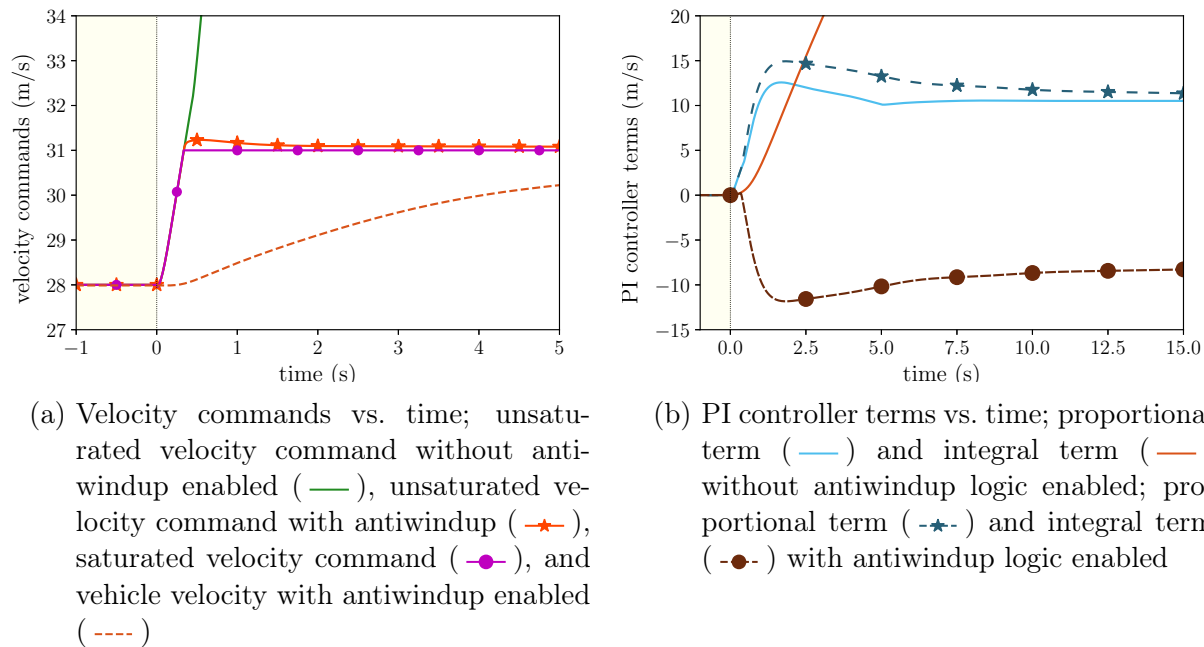 34
33
32
31
30
29
28
27
−1
0
1
2
3
4
5
velocity commands (m/s)
time (s)
20
15
10
5
0
−5
−10
−15
0.0
2.5
5.0
7.5
10.0
12.5
15.0
PI controller terms (m/s)
time (s)
(a) Velocity commands vs. time; unsatu-
rated velocity command without anti-
windup enabled ( ), unsaturated ve-
locity command with antiwindup ( ),
saturated velocity command ( ), and
vehicle velocity with antiwindup enabled
( )
(b) PI controller terms vs. time; proportiona
term ( ) and integral term (
without antiwindup logic enabled; pro
portional term ( ) and integral term
( ) with antiwindup logic enabled